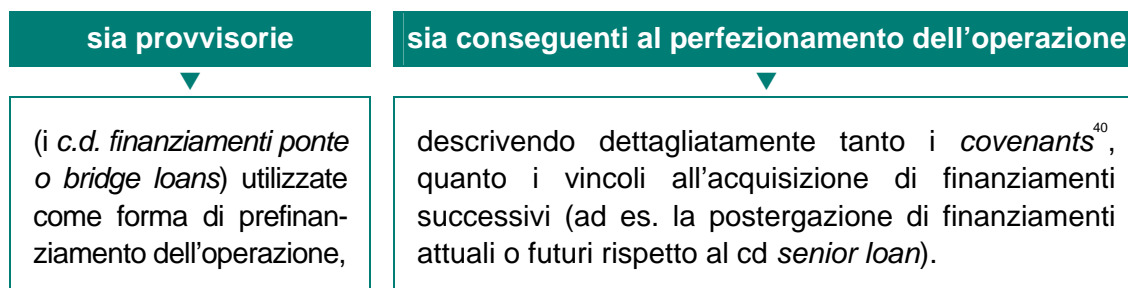 sia provvisorie
(i c.d. finanziamenti ponte
o bridge loans) utilizzate
come forma di prefinan-
ziamento dell’operazione,
sia conseguenti al perfezionamento dell’operazione
descrivendo dettagliatamente tanto i covenants⁴⁰,
quanto i vincoli all’acquisizione di finanziamenti
successivi (ad es. la postergazione di finanziamenti
attuali o futuri rispetto al cd senior loan).